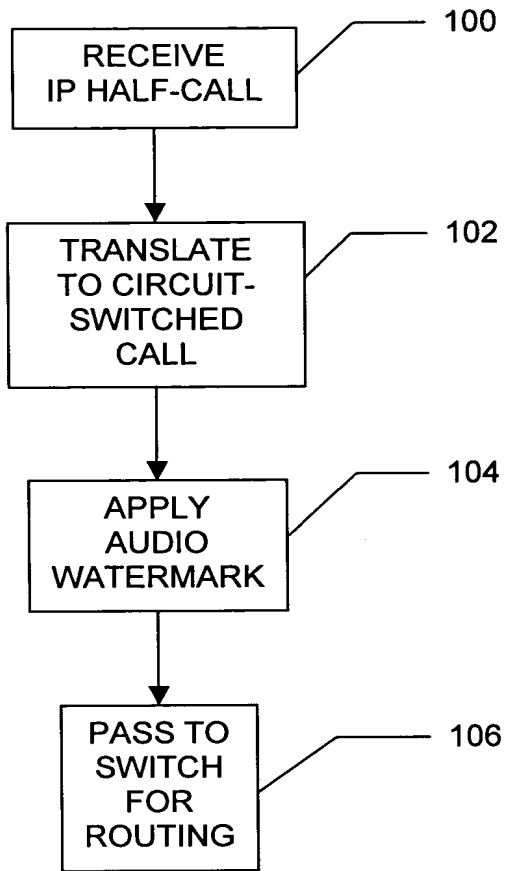 100
RECEIVE
IP HALF-CALL
102
TRANSLATE
TO CIRCUIT-
SWITCHED
CALL
104
APPLY
AUDIO
WATERMARK
106
PASS TO
SWITCH
FOR
ROUTING